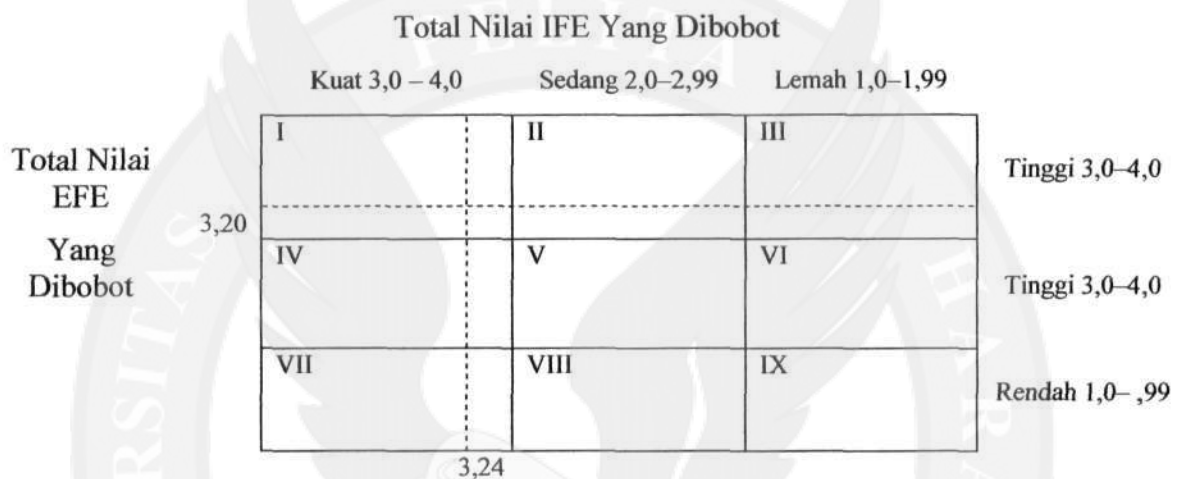 Total Nilai IFE Yang Dibobot
Kuat 3,0 – 4,0 Sedang 2,0–2,99 Lemah 1,0–1,99
I II III
Total Nilai
EFE
Tinggi 3,0–4,0
3,20
Yang
Dibobot
IV V VI
Tinggi 3,0–4,0
VII VIII IX
Rendah 1,0– ,99
3,24